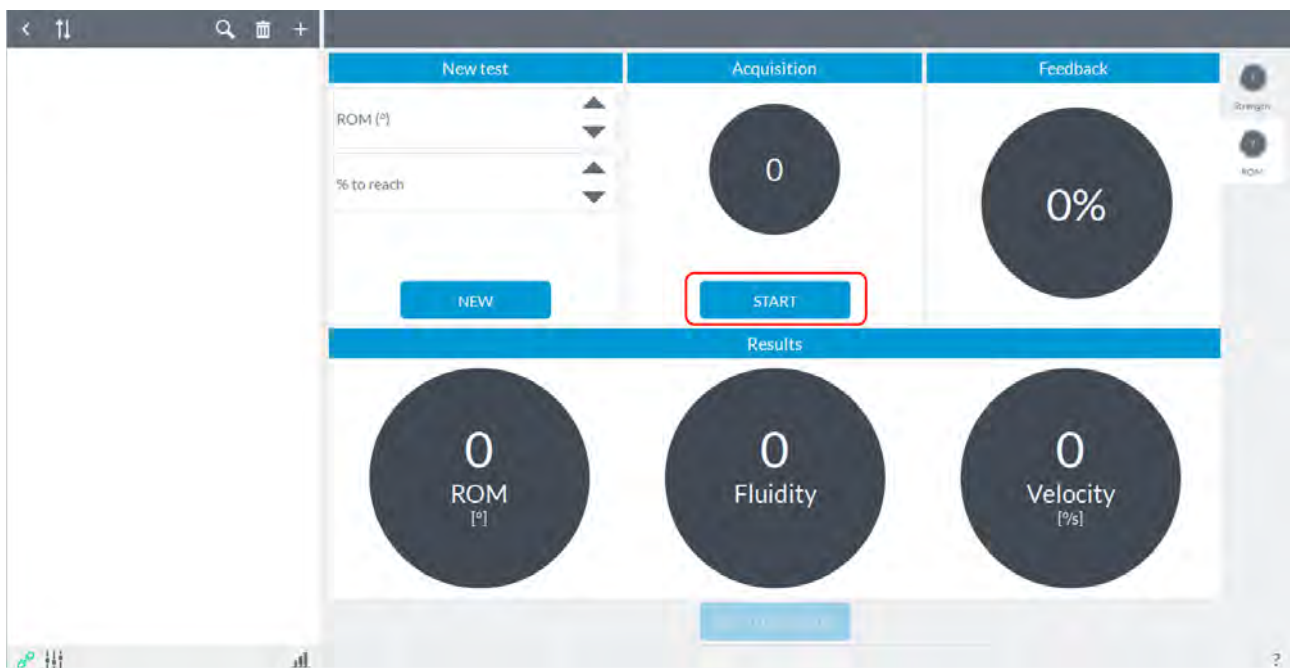 New test
Acquisition
Feedback
ROM (°)
% to reach
0
0%
Strength
ROM
NEW
START
Results
0
ROM
[°]
0
Fluidity
0
Velocity
[°/s]
?